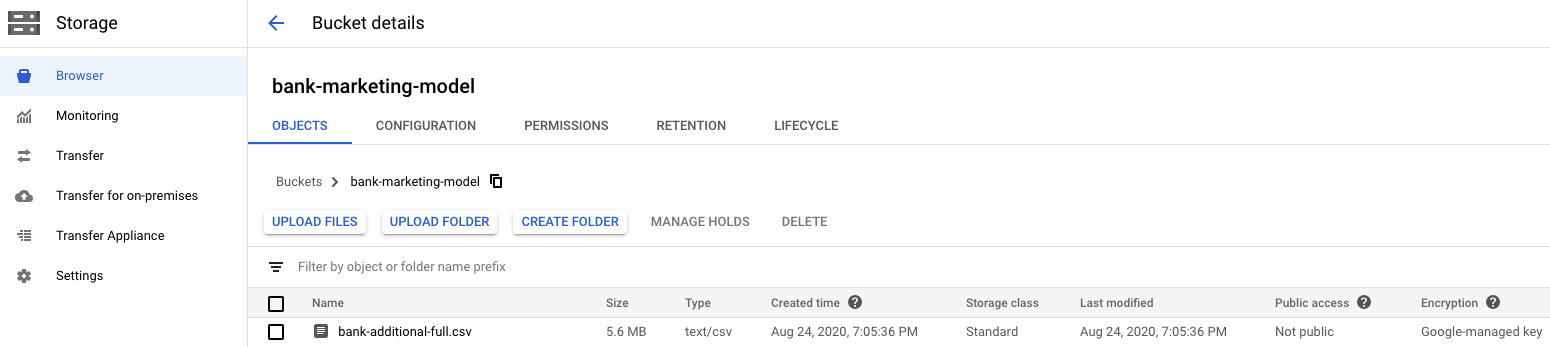 Storage
Bucket details
Browser
Monitoring
Transfer
Transfer for on-premises
Transfer Appliance
Settings
bank-marketing-model
OBJECTS CONFIGURATION PERMISSIONS RETENTION LIFECYCLE
Buckets bank-marketing-model
UPLOAD FILES UPLOAD FOLDER CREATE FOLDER MANAGE HOLDS DELETE
Filter by object or folder name prefix
Name Size Type Created time ? Storage class Last modified Public access ? Encryption ?
bank-additional-full.csv 5.6 MB text/csv Aug 24, 2020, 7:05:36 PM Standard Aug 24, 2020, 7:05:36 PM Not public Google-managed key